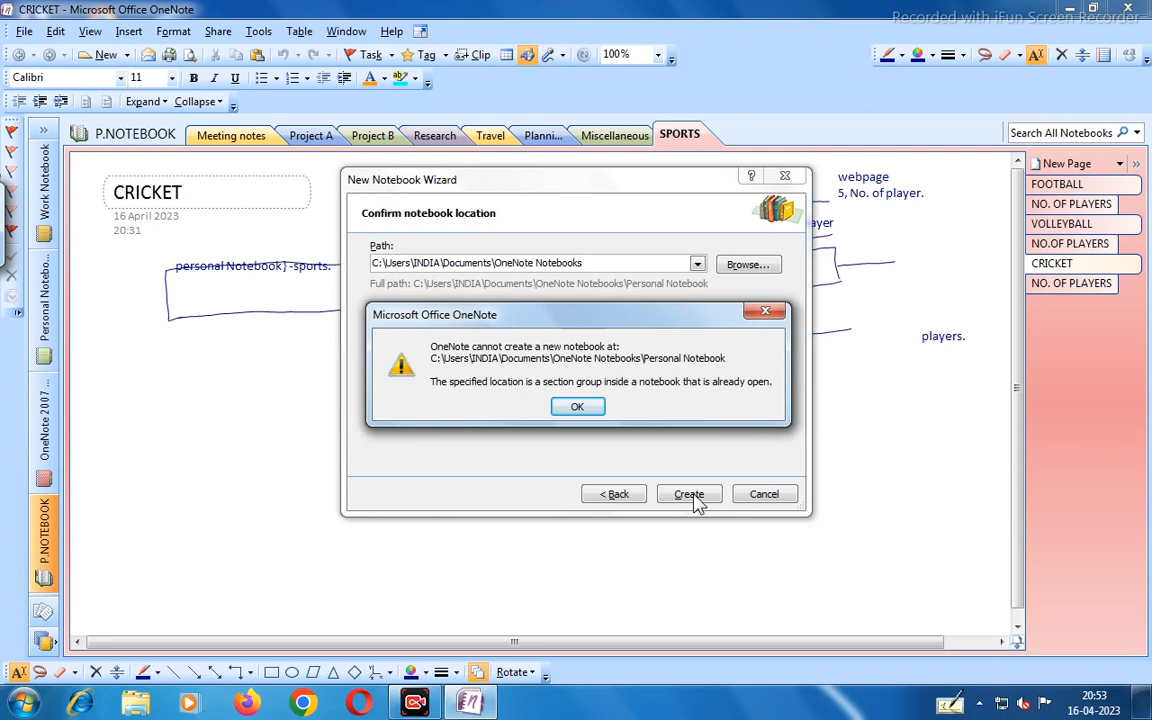 CRICKET - Microsoft Office OneNote
Recorded with iFun Screen Recorder
File Edit View Insert Format Share Tools Table Window Help
New Task Tag Clip 100%
Calibri 11 B I U A ab
Expand Collapse
P.NOTEBOOK Meeting notes Project A Project B Research Travel Planni... Miscellaneous SPORTS Search All Notebooks
Work Notebook
Personal Notebo...
OneNote 2007 ...
P.NOTEBOOK
CRICKET
16 April 2023
20:31
personal Notebook} -sports.
webpage
5, No. of player.
ayer
players.
New Page
FOOTBALL
NO. OF PLAYERS
VOLLEYBALL
NO.OF PLAYERS
CRICKET
NO. OF PLAYERS
New Notebook Wizard
Confirm notebook location
Path:
C:\Users\INDIA\Documents\OneNote Notebooks Browse...
Full path: C:\Users\INDIA\Documents\OneNote Notebooks\Personal Notebook
Microsoft Office OneNote
OneNote cannot create a new notebook at:
C:\Users\INDIA\Documents\OneNote Notebooks\Personal Notebook
The specified location is a section group inside a notebook that is already open.
OK
< Back Create Cancel
Rotate
20:53
16-04-2023